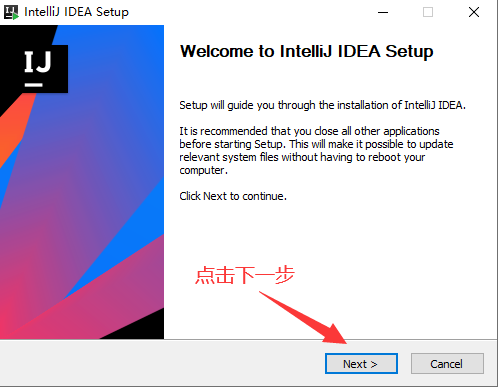 IntelliJ IDEA Setup
IJ
Welcome to IntelliJ IDEA Setup
Setup will guide you through the installation of IntelliJ IDEA.
It is recommended that you close all other applications
before starting Setup. This will make it possible to update
relevant system files without having to reboot your
computer.
Click Next to continue.
点击下一步
Next >
Cancel